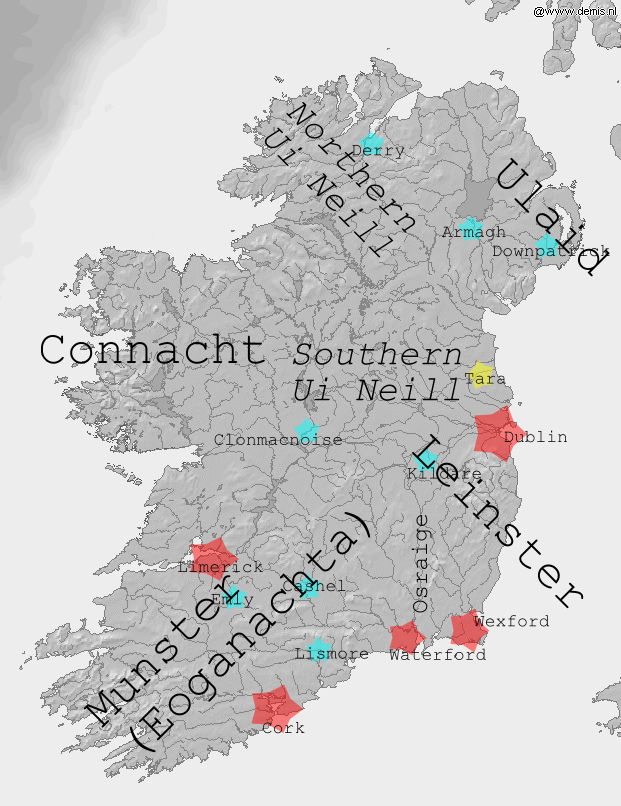 @www.demis.nl
Northern
Ui Neill
Derry
Ulaid
Armagh
Downpatrick
Connacht
Southern
Ui Neill
Tara
Clonmacnoise
Dublin
Kildare
Leinster
Osraige
Limerick
Cashel
Emly
Munster
(Eoganachta)
Wexford
Waterford
Lismore
Cork